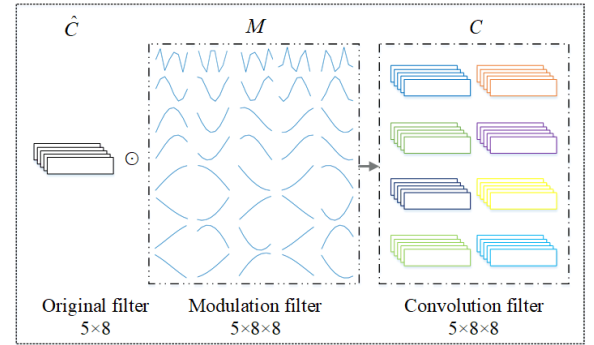 Ĉ
M
C
⊙
Original filter
5×8
Modulation filter
5×8×8
Convolution filter
5×8×8